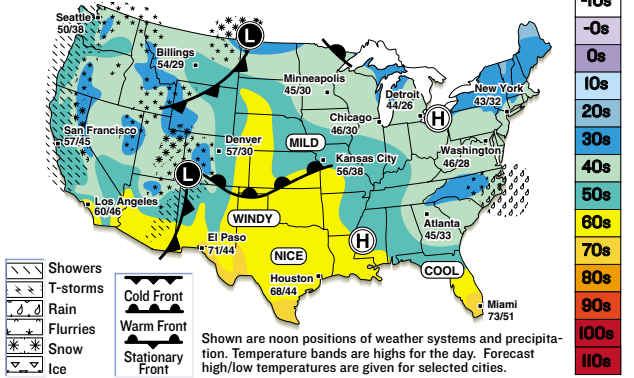 Seattle
50/38
Billings
54/29
L
Minneapolis
45/30
Detroit
44/26
New York
43/32
Chicago
46/30
H
San Francisco
57/45
Denver
57/30
MILD
Kansas City
56/38
Washington
46/28
L
Los Angeles
60/46
WINDY
Atlanta
45/33
El Paso
71/44
NICE
H
COOL
Houston
68/44
Miami
73/51
Showers
T-storms
Rain
Flurries
Snow
Ice
Cold Front
Warm Front
Stationary
Front
Shown are noon positions of weather systems and precipita-
tion. Temperature bands are highs for the day. Forecast
high/low temperatures are given for selected cities.
-10s
-0s
0s
10s
20s
30s
40s
50s
60s
70s
80s
90s
100s
110s